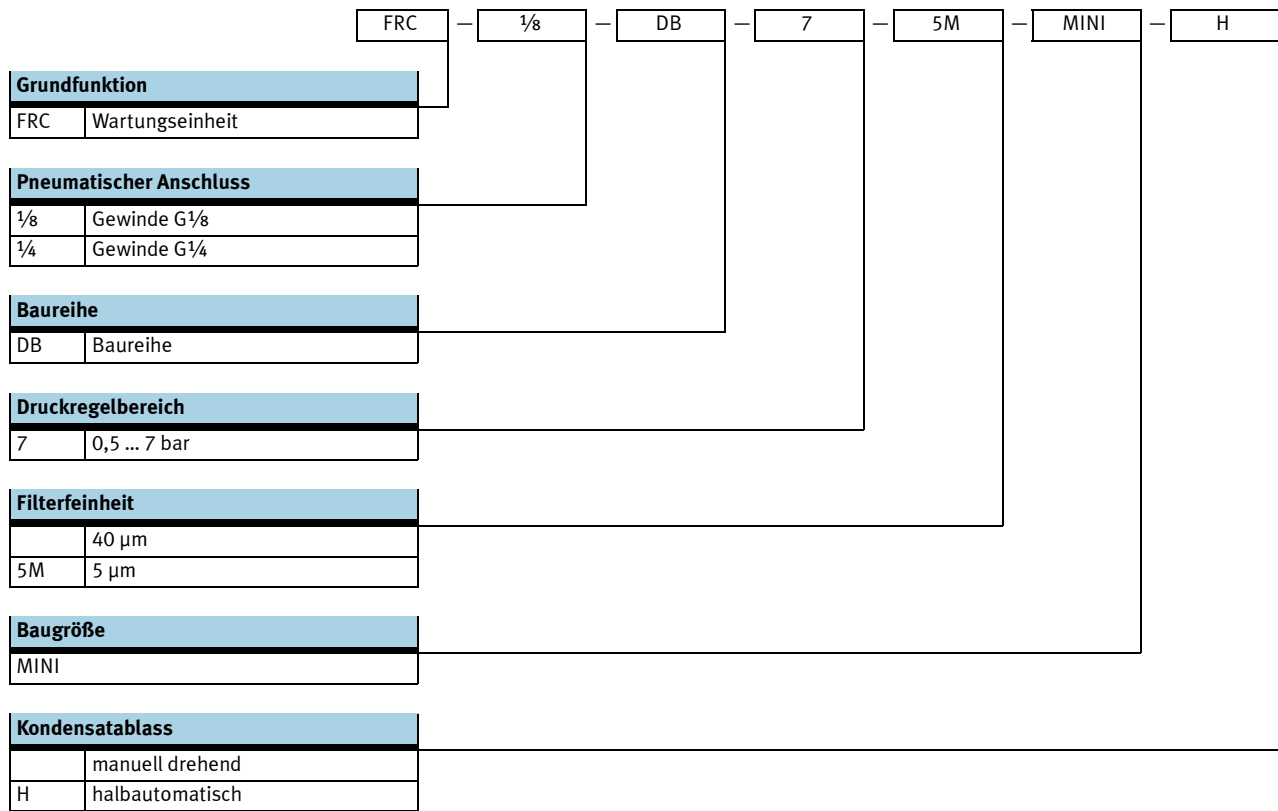 FRC – ⅛ – DB – 7 – 5M – MINI – H
Grundfunktion
FRC Wartungseinheit
Pneumatischer Anschluss
⅛ Gewinde G⅛
¼ Gewinde G¼
Baureihe
DB Baureihe
Druckregelbereich
7 0,5 ... 7 bar
Filterfeinheit
40 µm
5M 5 µm
Baugröße
MINI
Kondensatablass
manuell drehend
H halbautomatisch